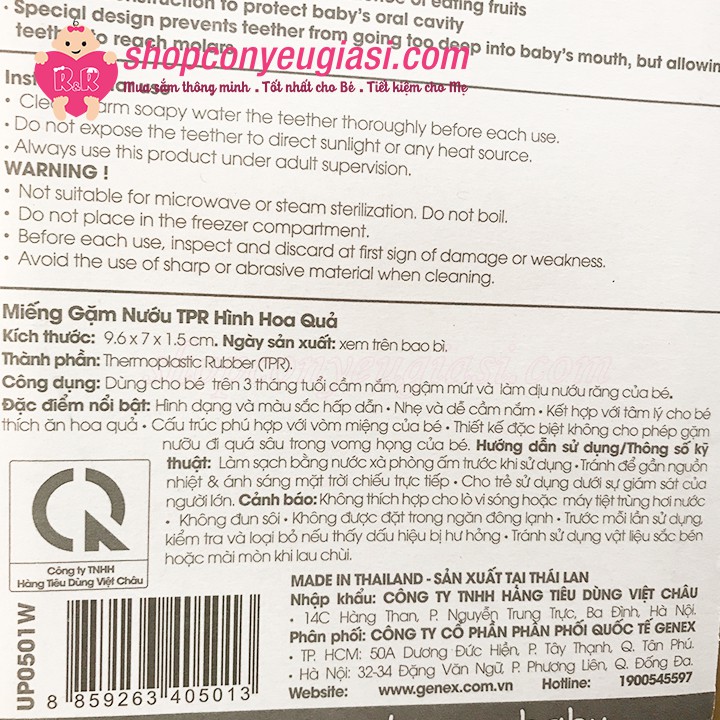 construction to protect baby's oral cavity
of eating fruits
• Special design prevents teether from going too deep into baby's mouth, but allowing
to reach molars
shopconyeugiasi.com
R&R
Mua sắm thông minh . Tốt nhất cho Bé . Tiết kiệm cho Mẹ
use
warm soapy water the teether thoroughly before each use.
• Do not expose the teether to direct sunlight or any heat source.
• Always use this product under adult supervision.
WARNING !
• Not suitable for microwave or steam sterilization. Do not boil.
• Do not place in the freezer compartment.
• Before each use, inspect and discard at first sign of damage or weakness.
• Avoid the use of sharp or abrasive material when cleaning.
Miếng Gặm Nướu TPR Hình Hoa Quả
Kích thước: 9.6 x 7 x 1.5 cm. Ngày sản xuất: xem trên bao bì.
Thành phần: Thermoplastic Rubber (TPR).
Công dụng: Dùng cho bé trên 3 tháng tuổi cầm nắm, ngậm mút và làm dịu nướu răng của bé.
Đặc điểm nổi bật: Hình dạng và màu sắc hấp dẫn • Nhẹ và dễ cầm nắm • Kết hợp với tâm lý cho bé
thích ăn hoa quả • Cấu trúc phù hợp với vòm miệng của bé • Thiết kế đặc biệt không cho phép gặm
nướu đi quá sâu trong vomg họng của bé. Hướng dẫn sử dụng/Thông số kỹ
thuật: Làm sạch bằng nước xà phòng ấm trước khi sử dụng • Tránh để gần nguồn
nhiệt & ánh sáng mặt trời chiếu trực tiếp • Cho trẻ sử dụng dưới sự giám sát của
người lớn. Cảnh báo: Không thích hợp cho lò vi sóng hoặc máy tiệt trùng hơi nước
• Không đun sôi • Không được đặt trong ngăn đông lạnh • Trước mỗi lần sử dụng,
kiểm tra và loại bỏ nếu thấy dấu hiệu bị hư hỏng • Tránh sử dụng vật liệu sắc bén
hoặc mài mòn khi lau chùi.
Công ty TNHH
Hàng Tiêu Dùng Việt Châu
MADE IN THAILAND - SẢN XUẤT TẠI THÁI LAN
Nhập khẩu: CÔNG TY TNHH HÀNG TIÊU DÙNG VIỆT CHÂU
• 14C Hàng Than, P. Nguyễn Trung Trực, Ba Đình, Hà Nội.
Phân phối: CÔNG TY CỔ PHẦN PHÂN PHỐI QUỐC TẾ GENEX
• TP. HCM: 50A Dương Đức Hiền, P. Tây Thạnh, Q. Tân Phú.
• Hà Nội: 32-34 Đặng Văn Ngữ, P. Phương Liên, Q. Đống Đa.
Website: www.genex.com.vn Hotline: 1900545597
UP0501W
8 859263 405013